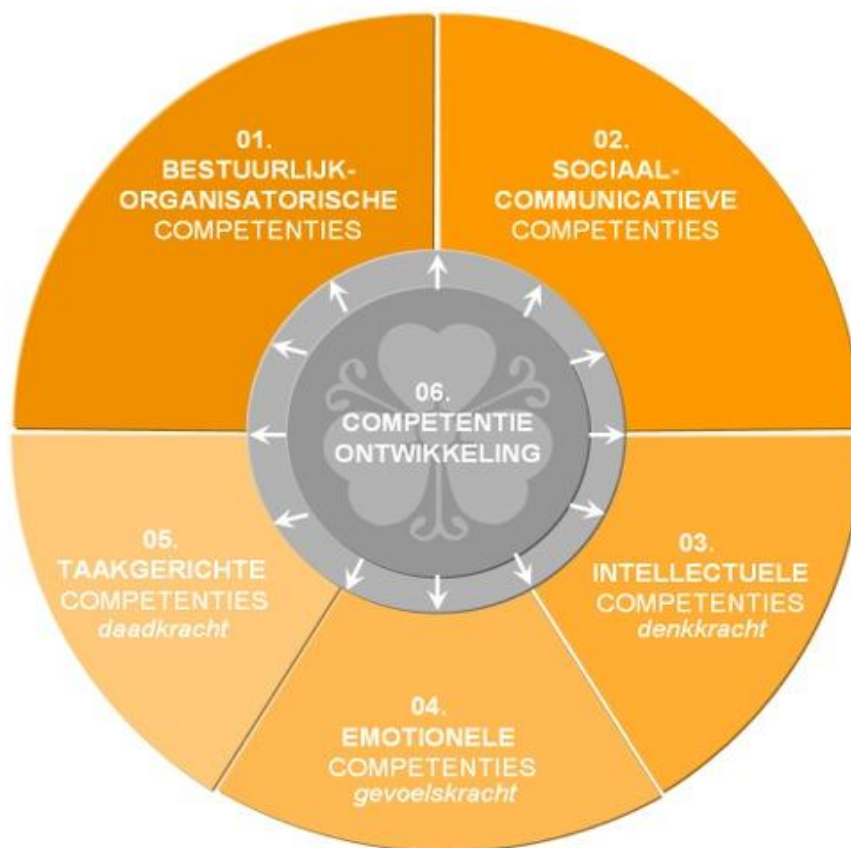 01.
BESTUURLIJK-
ORGANISATORISCHE
COMPETENTIES
02.
SOCIAAL-
COMMUNICATIEVE
COMPETENTIES
03.
INTELLECTUELE
COMPETENTIES
denkkracht
04.
EMOTIONELE
COMPETENTIES
gevoelskracht
05.
TAAKGERICHTE
COMPETENTIES
daadkracht
06.
COMPETENTIE
ONTWIKKELING